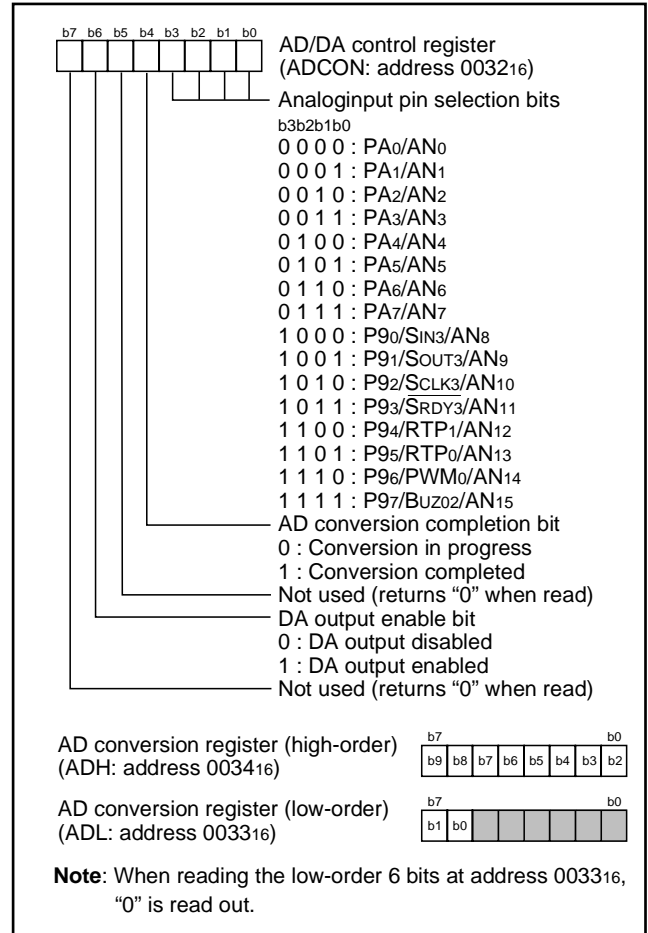 b7 b6 b5 b4 b3 b2 b1 b0
AD/DA control register
(ADCON: address 003216)
Analoginput pin selection bits
b3b2b1b0
0 0 0 0 : PA0/AN0
0 0 0 1 : PA1/AN1
0 0 1 0 : PA2/AN2
0 0 1 1 : PA3/AN3
0 1 0 0 : PA4/AN4
0 1 0 1 : PA5/AN5
0 1 1 0 : PA6/AN6
0 1 1 1 : PA7/AN7
1 0 0 0 : P90/SIN3/AN8
1 0 0 1 : P91/SOUT3/AN9
1 0 1 0 : P92/SCLK3/AN10
1 0 1 1 : P93/SRDY3/AN11
1 1 0 0 : P94/RTP1/AN12
1 1 0 1 : P95/RTP0/AN13
1 1 1 0 : P96/PWM0/AN14
1 1 1 1 : P97/BUZ02/AN15
AD conversion completion bit
0 : Conversion in progress
1 : Conversion completed
Not used (returns “0” when read)
DA output enable bit
0 : DA output disabled
1 : DA output enabled
Not used (returns “0” when read)
AD conversion register (high-order)
(ADH: address 003416)
b7 b0
b9 b8 b7 b6 b5 b4 b3 b2
AD conversion register (low-order)
(ADL: address 003316)
b7 b0
b1 b0
Note: When reading the low-order 6 bits at address 003316,
“0” is read out.